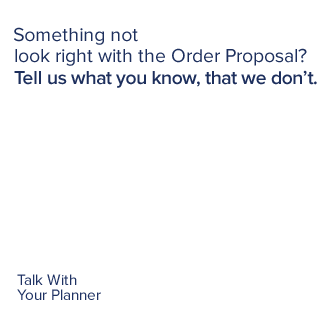 Something not
look right with the Order Proposal?
Tell us what you know, that we don’t.
Talk With
Your Planner